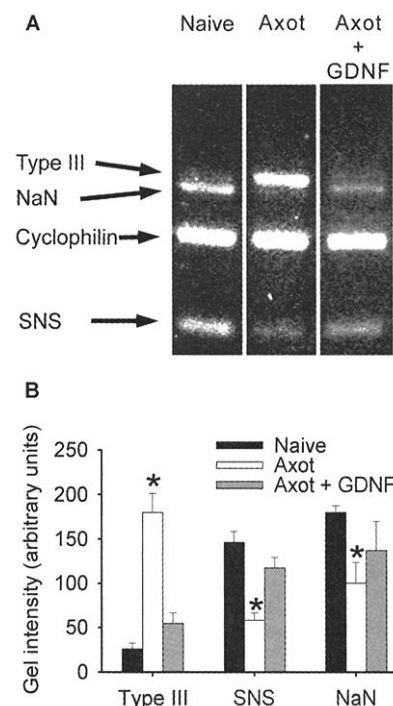 A
Naive Axot Axot
+
GDNF
Type III
NaN
Cyclophilin
SNS
B
Gel intensity (arbitrary units)
250
200
150
100
50
0
Naive
Axot
Axot + GDNF
*
*
*
Type III SNS NaN